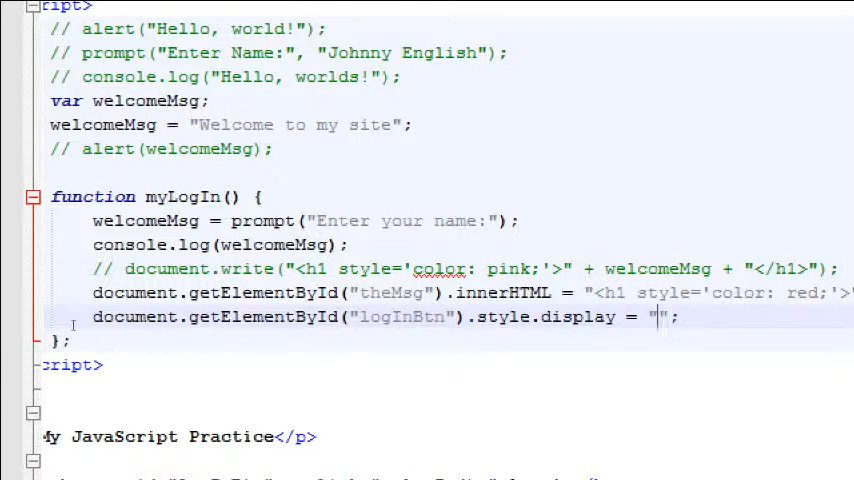 ript>
// alert("Hello, world!");
// prompt("Enter Name:", "Johnny English");
// console.log("Hello, worlds!");
var welcomeMsg;
welcomeMsg = "Welcome to my site";
// alert(welcomeMsg);
function myLogIn() {
welcomeMsg = prompt("Enter your name:");
console.log(welcomeMsg);
// document.write("<h1 style='color: pink;'>" + welcomeMsg + "</h1>");
document.getElementById("theMsg").innerHTML = "<h1 style='color: red;'>"
document.getElementById("logInBtn").style.display = "";
};
cript>
My JavaScript Practice</p>